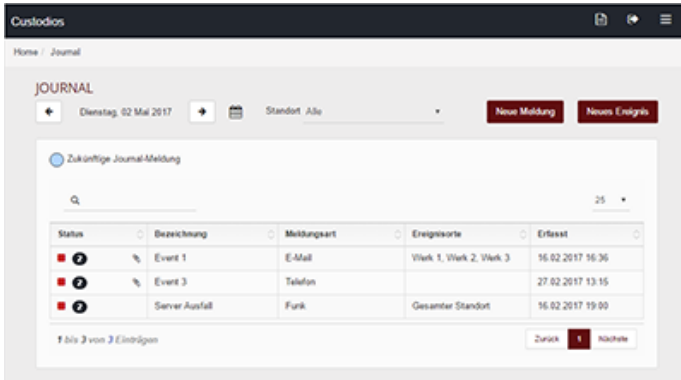 Custodios
Home / Journal
JOURNAL
Dienstag, 02 Mai 2017 Standort Alle Neue Meldung Neues Ereignis
Zukünftige Journal-Meldung
25
Status Bezeichnung Meldungsart Ereignisorte Erfasst
2 Event 1 E-Mail Werk 1, Werk 2, Werk 3 16.02.2017 16:36
2 Event 3 Telefon 27.02.2017 13:15
2 Server Ausfall Funk Gesamter Standort 16.02.2017 19:00
1 bis 3 von 3 Einträgen Zurück 1 Nächste